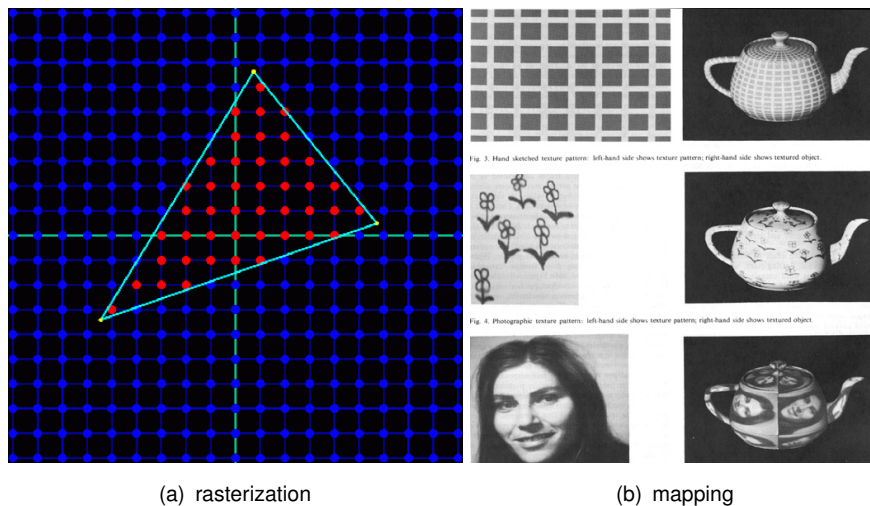 Fig. 3. Hand sketched texture pattern: left-hand side shows texture pattern; right-hand side shows textured object.
Fig. 4. Photographic texture pattern: left-hand side shows texture pattern; right-hand side shows textured object.
(a) rasterization
(b) mapping